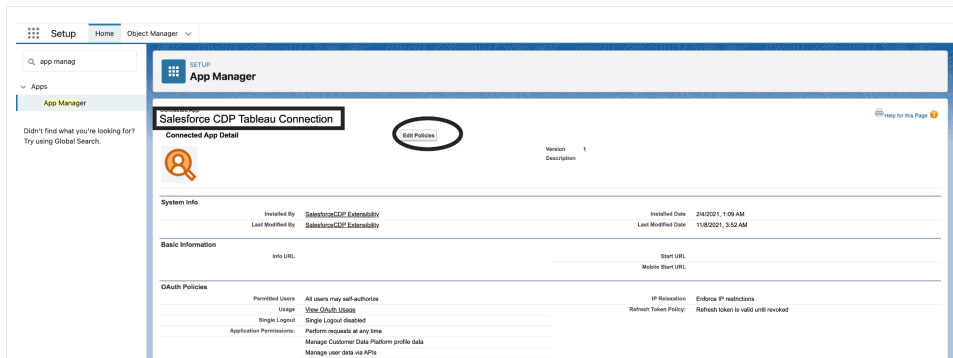 Setup Home Object Manager
app manag
SETUP
App Manager
Apps
App Manager
Didn't find what you're looking for?
Try using Global Search.
Connected App
Salesforce CDP Tableau Connection
Help for this Page
Connected App Detail
Edit Policies
Version 1
Description
System Info
Installed By SalesforceCDP Extensibility Installed Date 2/4/2021, 1:09 AM
Last Modified By SalesforceCDP Extensibility Last Modified Date 11/8/2021, 3:52 AM
Basic Information
Info URL Start URL
Mobile Start URL
OAuth Policies
Permitted Users All users may self-authorize IP Relaxation Enforce IP restrictions
Usage View OAuth Usage Refresh Token Policy: Refresh token is valid until revoked
Single Logout Single Logout disabled
Application Permissions: Perform requests at any time
Manage Customer Data Platform profile data
Manage user data via APIs